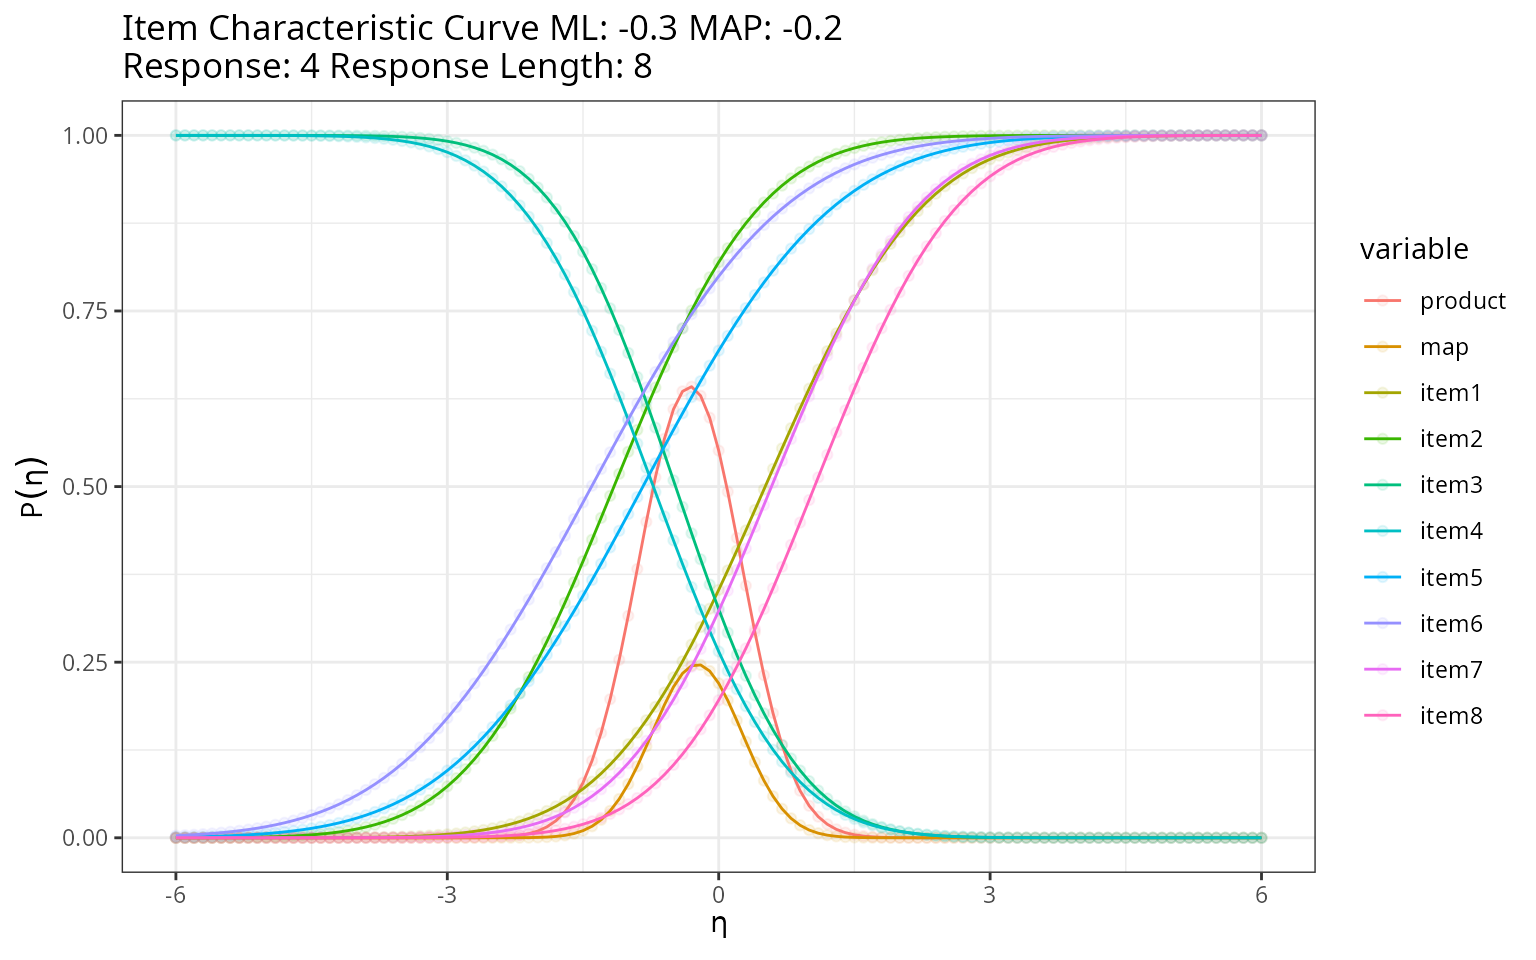 Item Characteristic Curve ML: -0.3 MAP: -0.2
Response: 4 Response Length: 8
P(η)
1.00
0.75
0.50
0.25
0.00
-6
-3
0
3
6
η
variable
product
map
item1
item2
item3
item4
item5
item6
item7
item8